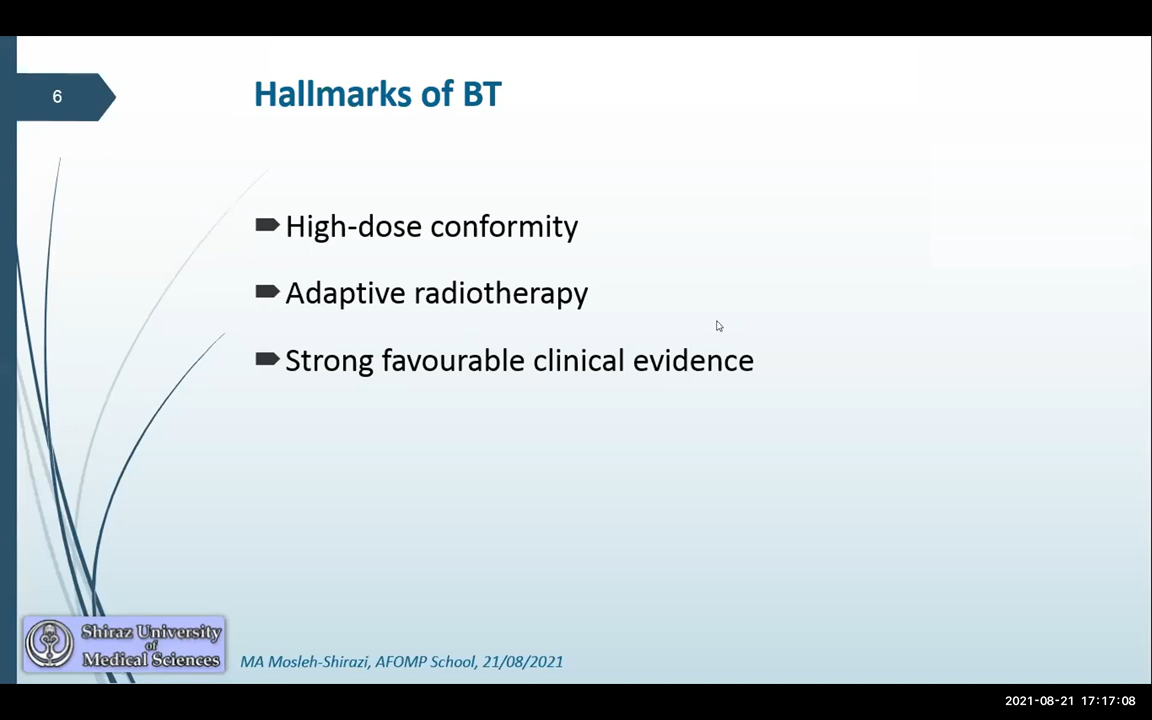 6
Hallmarks of BT
High-dose conformity
Adaptive radiotherapy
Strong favourable clinical evidence
Shiraz University
of
Medical Sciences
MA Mosleh-Shirazi, AFOMP School, 21/08/2021
2021-08-21 17:17:08